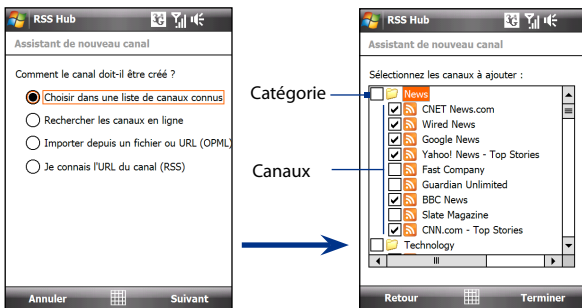 RSS Hub
Assistant de nouveau canal
Comment le canal doit-il être créé ?
Choisir dans une liste de canaux connus
Rechercher les canaux en ligne
Importer depuis un fichier ou URL (OPML)
Je connais l'URL du canal (RSS)
Annuler
Suivant
Catégorie
Canaux
RSS Hub
Assistant de nouveau canal
Sélectionnez les canaux à ajouter :
News
CNET News.com
Wired News
Google News
Yahoo! News - Top Stories
Fast Company
Guardian Unlimited
BBC News
Slate Magazine
CNN.com - Top Stories
Technology
Retour
Terminer